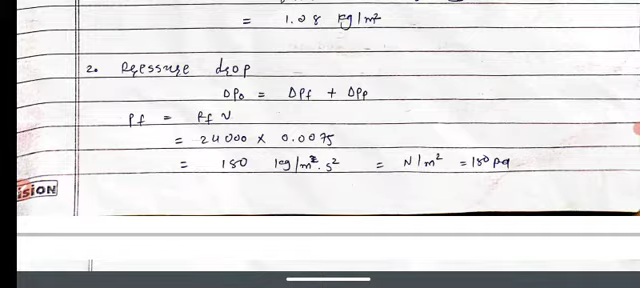 = 1.08 kg/m²
2. Pressure drop
ΔP₀ = ΔPf + ΔPp
Pf = Rf V
= 24000 × 0.0075
= 180 kg/m².s² = N/m² = 180 Pa
ision